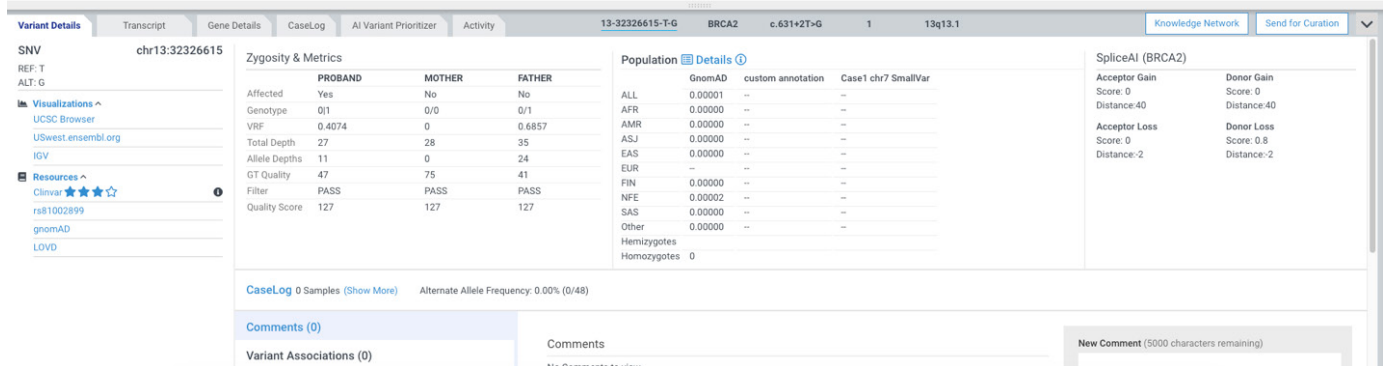 Variant Details Transcript Gene Details CaseLog AI Variant Prioritizer Activity 13-32326615-T-G BRCA2 c.631+2T>G 1 13q13.1 Knowledge Network Send for Curation
SNV chr13:32326615
REF: T
ALT: G
Visualizations
UCSC Browser
USwest.ensembl.org
IGV
Resources
Clinvar
rs81002899
gnomAD
LOVD
Zygosity & Metrics
PROBAND MOTHER FATHER
Affected Yes No No
Genotype 0|1 0/0 0/1
VRF 0.4074 0 0.6857
Total Depth 27 28 35
Allele Depths 11 0 24
GT Quality 47 75 41
Filter PASS PASS PASS
Quality Score 127 127 127
Population Details
GnomAD custom annotation Case1 chr7 SmallVar
ALL 0.00001 -- --
AFR 0.00000 -- --
AMR 0.00000 -- --
ASJ 0.00000 -- --
EAS 0.00000 -- --
EUR -- -- --
FIN 0.00000 -- --
NFE 0.00002 -- --
SAS 0.00000 -- --
Other 0.00000 -- --
Hemizygotes
Homozygotes 0
SpliceAI (BRCA2)
Acceptor Gain Donor Gain
Score: 0 Score: 0
Distance:40 Distance:40
Acceptor Loss Donor Loss
Score: 0 Score: 0.8
Distance:-2 Distance:-2
CaseLog 0 Samples (Show More) Alternate Allele Frequency: 0.00% (0/48)
Comments (0)
Variant Associations (0)
Comments
No Comments to view
New Comment (5000 characters remaining)